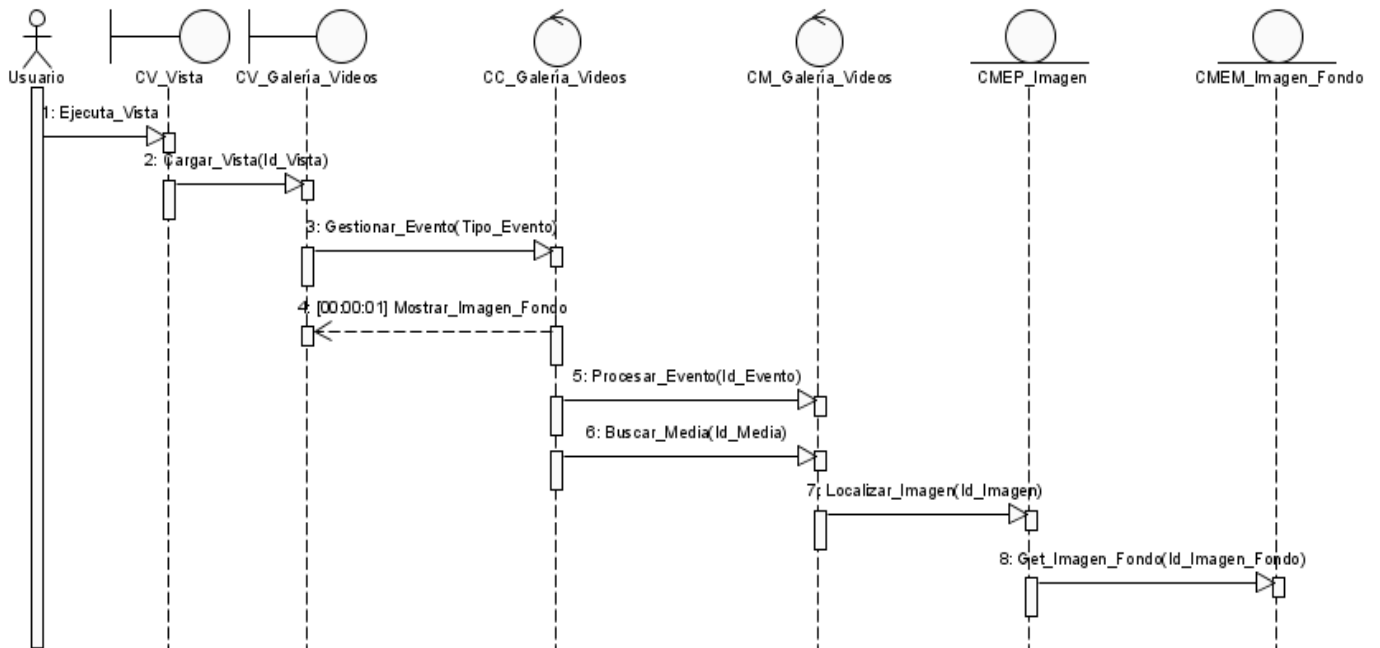 Usuario
CV_Vista
CV_Galería_Videos
CC_Galería_Videos
CM_Galería_Videos
CMEP_Imagen
CMEM_Imagen_Fondo
1: Ejecuta_Vista
2: Cargar_Vista(Id_Vista)
3: Gestionar_Evento(Tipo_Evento)
4: [00:00:01] Mostrar_Imagen_Fondo
5: Procesar_Evento(Id_Evento)
6: Buscar_Media(Id_Media)
7: Localizar_Imagen(Id_Imagen)
8: Get_Imagen_Fondo(Id_Imagen_Fondo)